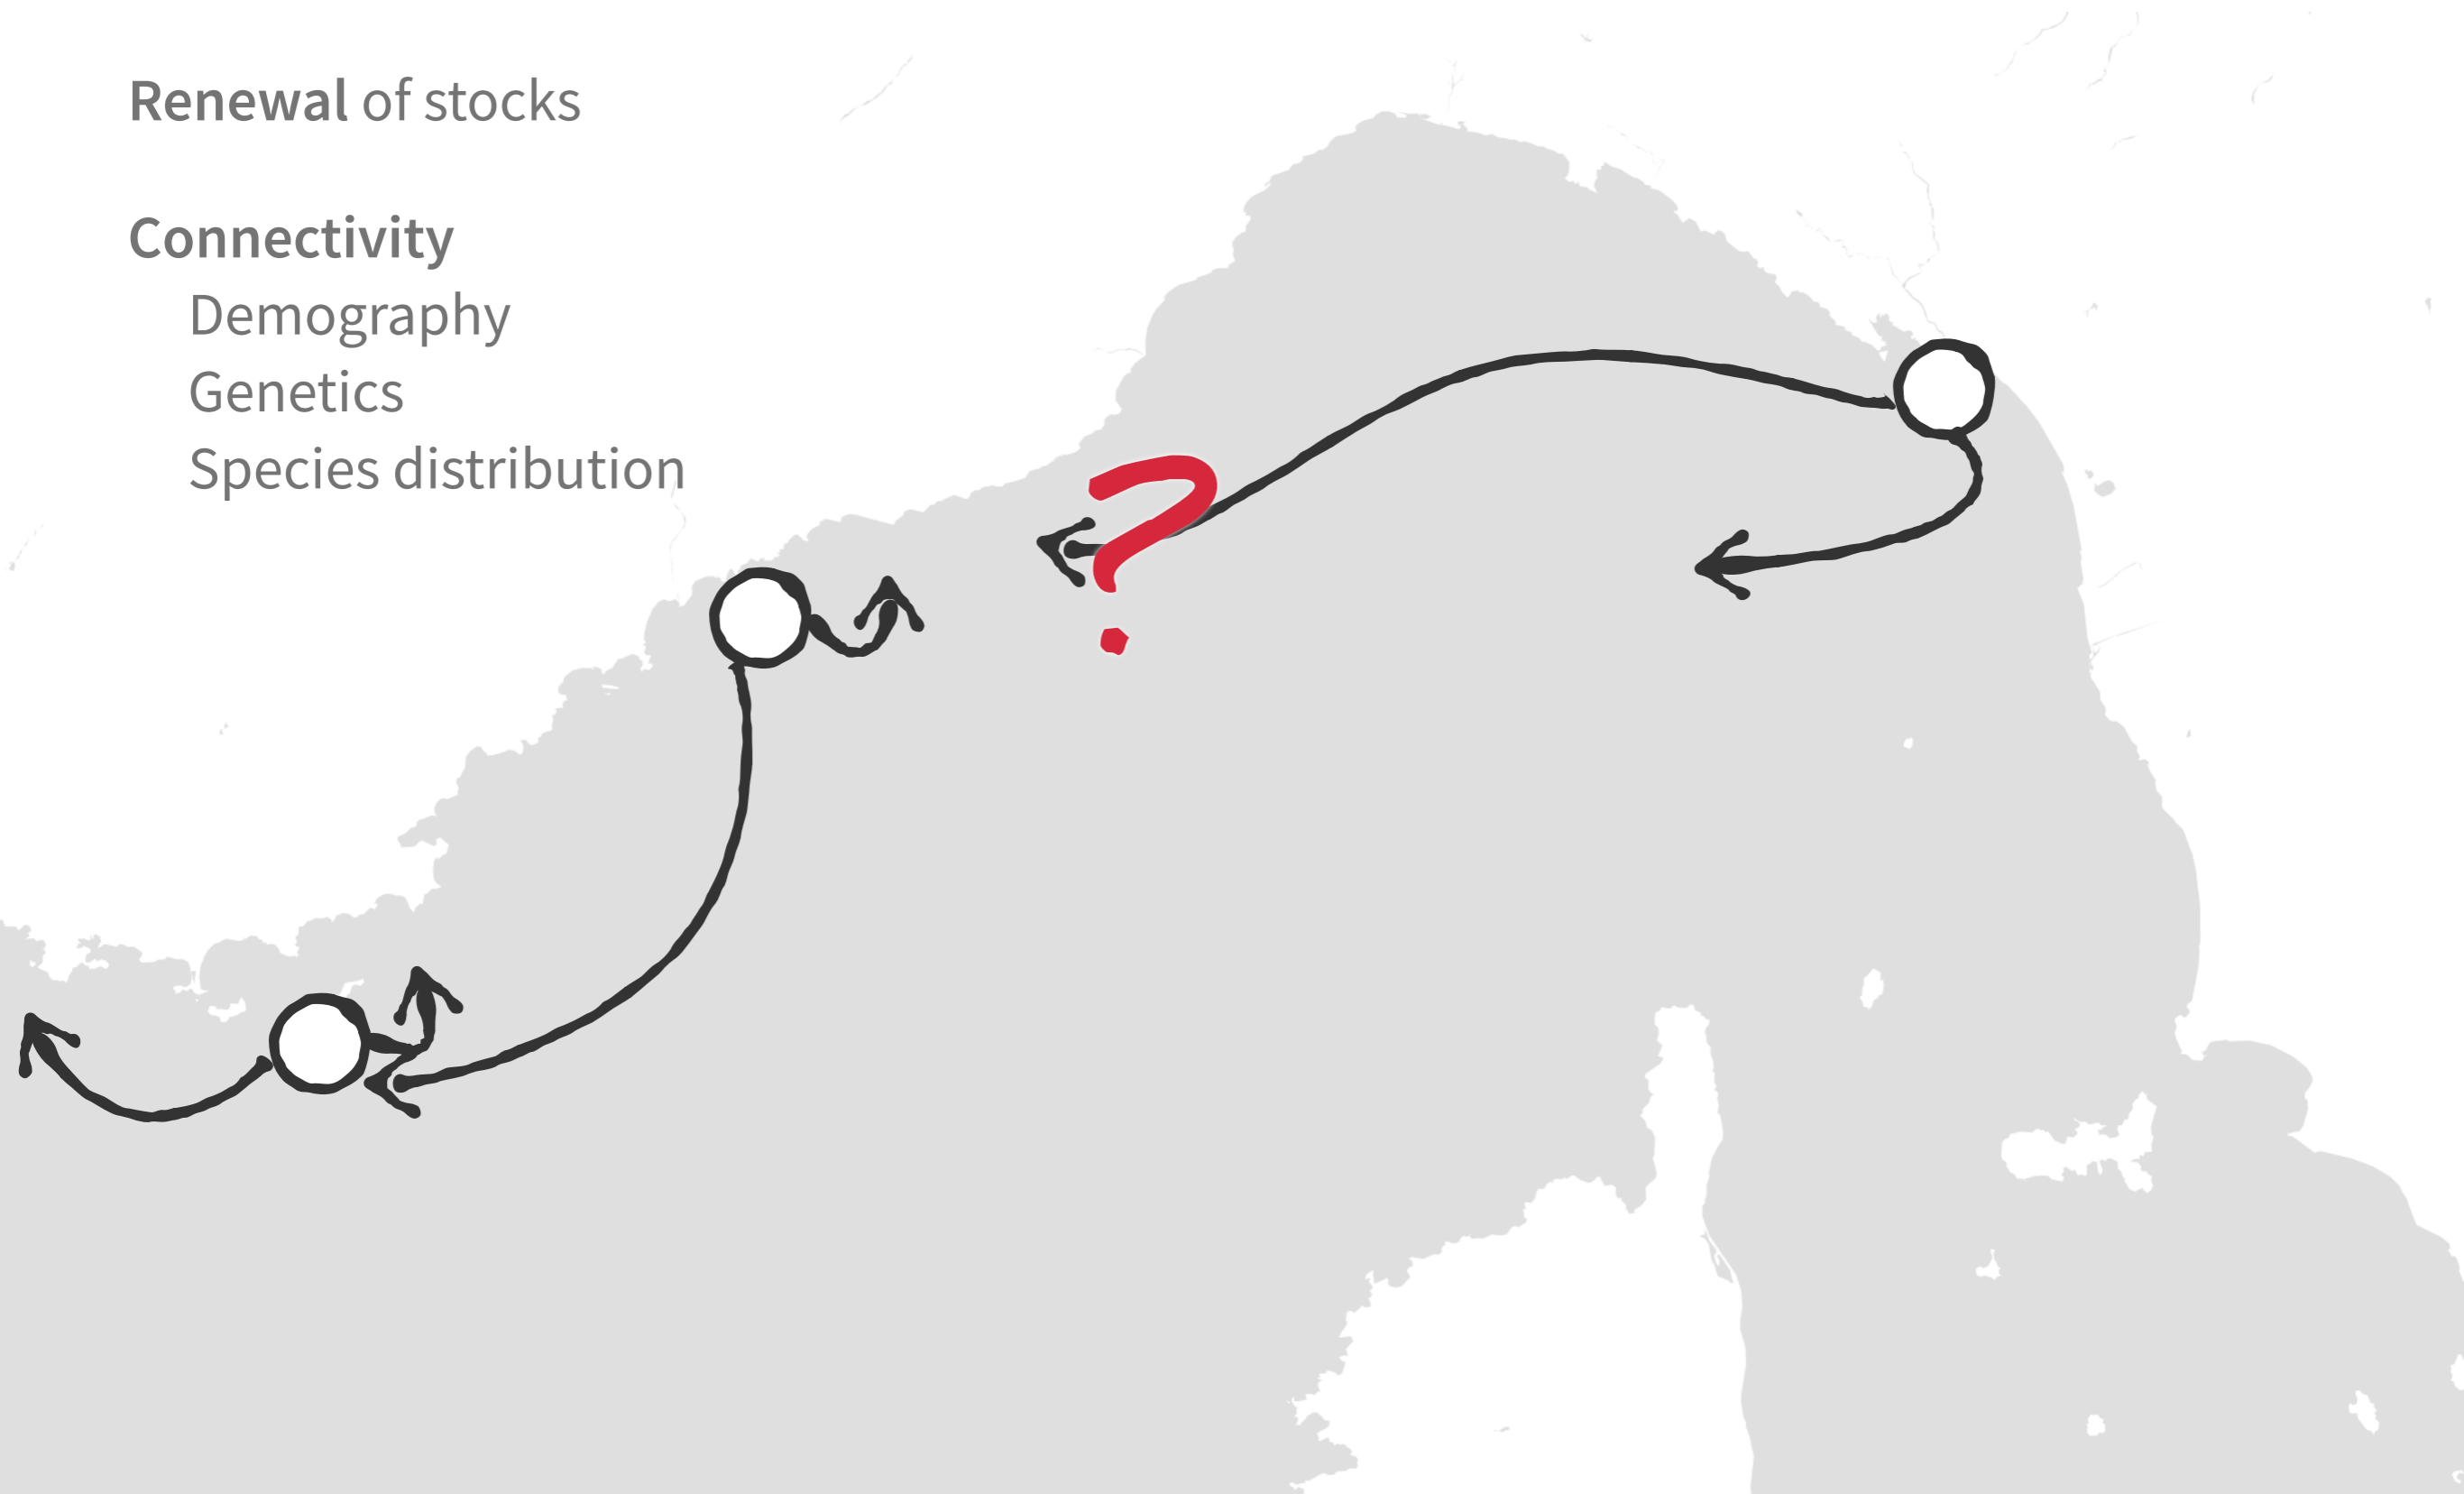 Renewal of stocks
Connectivity
Demography
Genetics
Species distribution
?